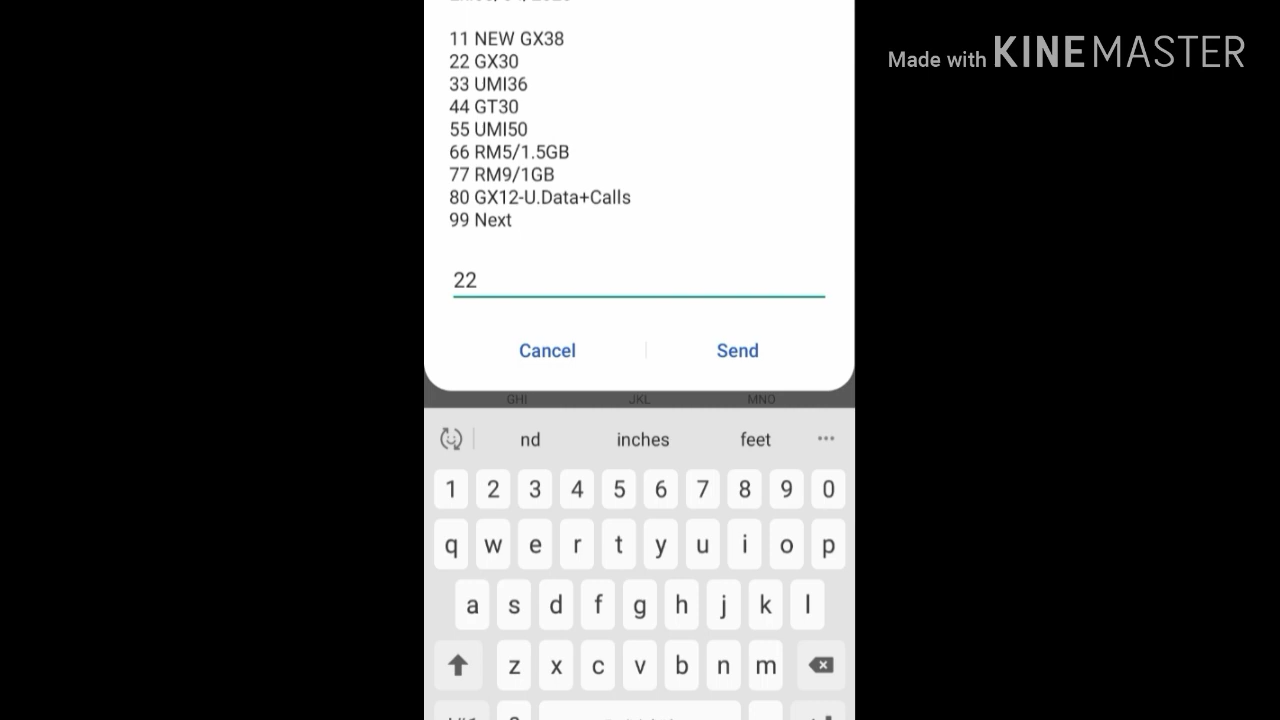 11 NEW GX38
22 GX30
33 UMI36
44 GT30
55 UMI50
66 RM5/1.5GB
77 RM9/1GB
80 GX12-U.Data+Calls
99 Next
22
Cancel
Send
GHI JKL MNO
nd inches feet
1 2 3 4 5 6 7 8 9 0
q w e r t y u i o p
a s d f g h j k l
z x c v b n m
Made with KINEMASTER